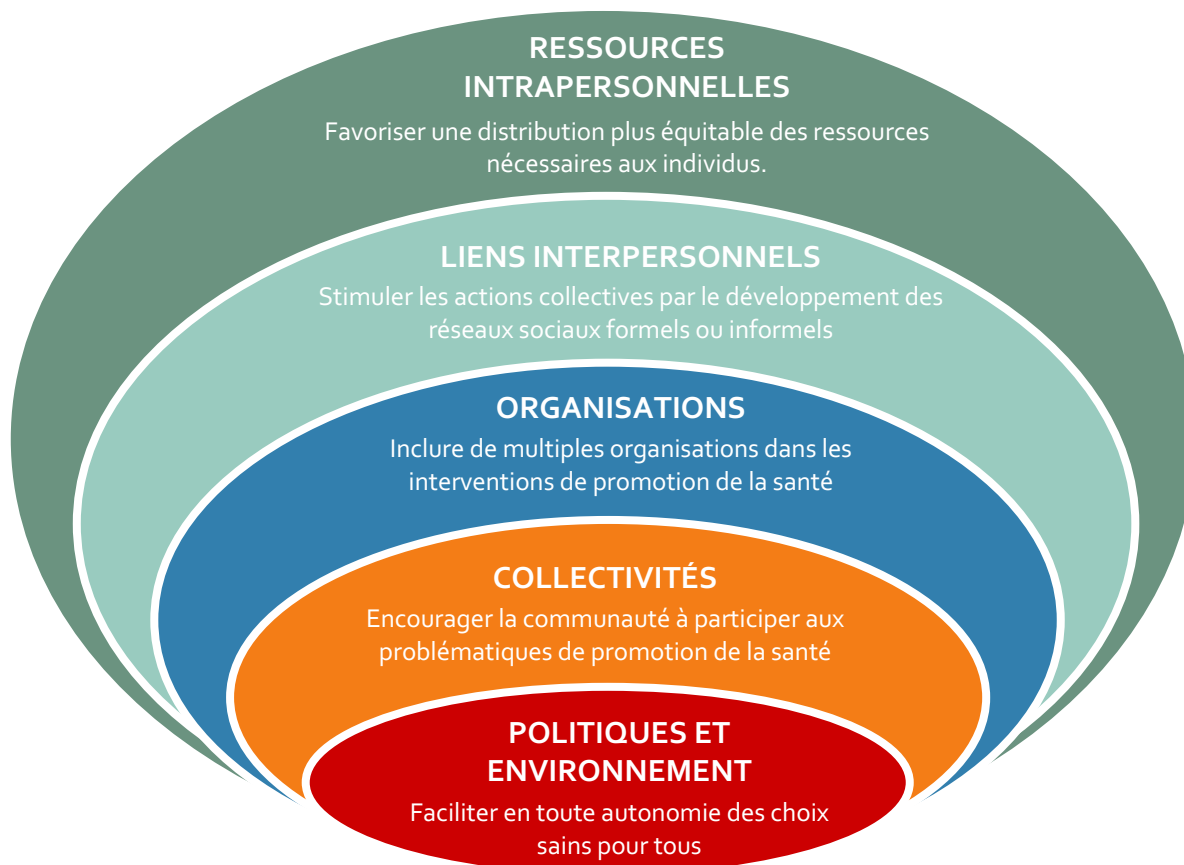 RESSOURCES
INTRAPERSONNELLES
Favoriser une distribution plus équitable des ressources
nécessaires aux individus.
LIENS INTERPERSONNELS
Stimuler les actions collectives par le développement des
réseaux sociaux formels ou informels
ORGANISATIONS
Inclure de multiples organisations dans les
interventions de promotion de la santé
COLLECTIVITÉS
Encourager la communauté à participer aux
problématiques de promotion de la santé
POLITIQUES ET
ENVIRONNEMENT
Faciliter en toute autonomie des choix
sains pour tous